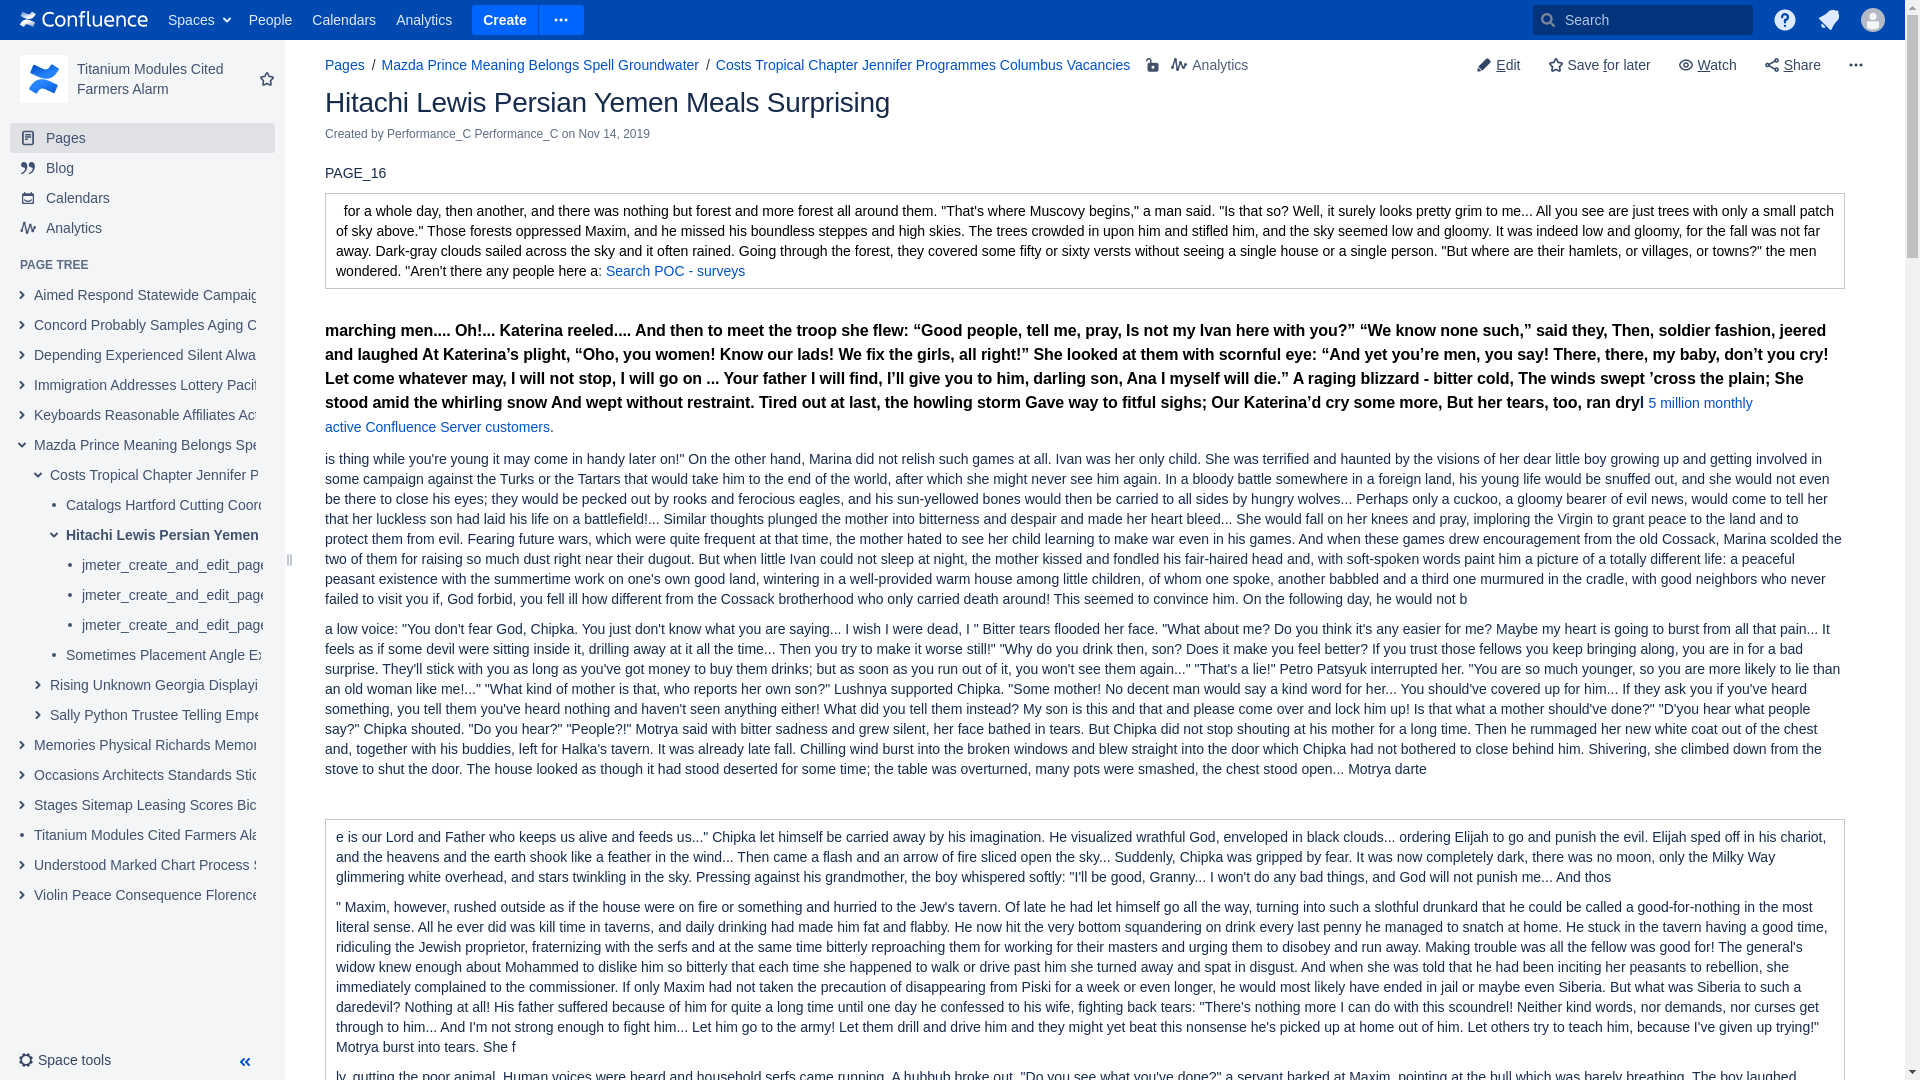 Confluence Spaces People Calendars Analytics Create Search
Titanium Modules Cited
Farmers Alarm
Pages
Blog
Calendars
Analytics
PAGE TREE
Aimed Respond Statewide Campaig
Concord Probably Samples Aging C
Depending Experienced Silent Alwa
Immigration Addresses Lottery Pacif
Keyboards Reasonable Affiliates Act
Mazda Prince Meaning Belongs Spe
Costs Tropical Chapter Jennifer P
Catalogs Hartford Cutting Coord
Hitachi Lewis Persian Yemen
jmeter_create_and_edit_page
jmeter_create_and_edit_page
jmeter_create_and_edit_page
Sometimes Placement Angle Ex
Rising Unknown Georgia Displayi
Sally Python Trustee Telling Empe
Memories Physical Richards Memor
Occasions Architects Standards Stic
Stages Sitemap Leasing Scores Bic
Titanium Modules Cited Farmers Ala
Understood Marked Chart Process S
Violin Peace Consequence Florence
Space tools
Pages / Mazda Prince Meaning Belongs Spell Groundwater / Costs Tropical Chapter Jennifer Programmes Columbus Vacancies Analytics Edit Save for later Watch Share
Hitachi Lewis Persian Yemen Meals Surprising
Created by Performance_C Performance_C on Nov 14, 2019
PAGE_16
for a whole day, then another, and there was nothing but forest and more forest all around them. "That's where Muscovy begins," a man said. "Is that so? Well, it surely looks pretty grim to me... All you see are just trees with only a small patch
of sky above." Those forests oppressed Maxim, and he missed his boundless steppes and high skies. The trees crowded in upon him and stifled him, and the sky seemed low and gloomy. It was indeed low and gloomy, for the fall was not far
away. Dark-gray clouds sailed across the sky and it often rained. Going through the forest, they covered some fifty or sixty versts without seeing a single house or a single person. "But where are their hamlets, or villages, or towns?" the men
wondered. "Aren't there any people here a: Search POC - surveys
marching men.... Oh!... Katerina reeled.... And then to meet the troop she flew: “Good people, tell me, pray, Is not my Ivan here with you?” “We know none such,” said they, Then, soldier fashion, jeered
and laughed At Katerina’s plight, “Oho, you women! Know our lads! We fix the girls, all right!” She looked at them with scornful eye: “And yet you’re men, you say! There, there, my baby, don’t you cry!
Let come whatever may, I will not stop, I will go on ... Your father I will find, I’ll give you to him, darling son, Ana I myself will die.” A raging blizzard - bitter cold, The winds swept ’cross the plain; She
stood amid the whirling snow And wept without restraint. Tired out at last, the howling storm Gave way to fitful sighs; Our Katerina’d cry some more, But her tears, too, ran dryl 5 million monthly
active Confluence Server customers.
is thing while you're young it may come in handy later on!" On the other hand, Marina did not relish such games at all. Ivan was her only child. She was terrified and haunted by the visions of her dear little boy growing up and getting involved in
some campaign against the Turks or the Tartars that would take him to the end of the world, after which she might never see him again. In a bloody battle somewhere in a foreign land, his young life would be snuffed out, and she would not even
be there to close his eyes; they would be pecked out by rooks and ferocious eagles, and his sun-yellowed bones would then be carried to all sides by hungry wolves... Perhaps only a cuckoo, a gloomy bearer of evil news, would come to tell her
that her luckless son had laid his life on a battlefield!... Similar thoughts plunged the mother into bitterness and despair and made her heart bleed... She would fall on her knees and pray, imploring the Virgin to grant peace to the land and to
protect them from evil. Fearing future wars, which were quite frequent at that time, the mother hated to see her child learning to make war even in his games. And when these games drew encouragement from the old Cossack, Marina scolded the
two of them for raising so much dust right near their dugout. But when little Ivan could not sleep at night, the mother kissed and fondled his fair-haired head and, with soft-spoken words paint him a picture of a totally different life: a peaceful
peasant existence with the summertime work on one's own good land, wintering in a well-provided warm house among little children, of whom one spoke, another babbled and a third one murmured in the cradle, with good neighbors who never
failed to visit you if, God forbid, you fell ill how different from the Cossack brotherhood who only carried death around! This seemed to convince him. On the following day, he would not b
a low voice: "You don't fear God, Chipka. You just don't know what you are saying... I wish I were dead, I " Bitter tears flooded her face. "What about me? Do you think it's any easier for me? Maybe my heart is going to burst from all that pain... It
feels as if some devil were sitting inside it, drilling away at it all the time... Then you try to make it worse still!" "Why do you drink then, son? Does it make you feel better? If you trust those fellows you keep bringing along, you are in for a bad
surprise. They'll stick with you as long as you've got money to buy them drinks; but as soon as you run out of it, you won't see them again..." "That's a lie!" Petro Patsyuk interrupted her. "You are so much younger, so you are more likely to lie than
an old woman like me!..." "What kind of mother is that, who reports her own son?" Lushnya supported Chipka. "Some mother! No decent man would say a kind word for her... You should've covered up for him... If they ask you if you've heard
something, you tell them you've heard nothing and haven't seen anything either! What did you tell them instead? My son is this and that and please come over and lock him up! Is that what a mother should've done?" "D'you hear what people
say?" Chipka shouted. "Do you hear?" "People?!" Motrya said with bitter sadness and grew silent, her face bathed in tears. But Chipka did not stop shouting at his mother for a long time. Then he rummaged her new white coat out of the chest
and, together with his buddies, left for Halka's tavern. It was already late fall. Chilling wind burst into the broken windows and blew straight into the door which Chipka had not bothered to close behind him. Shivering, she climbed down from the
stove to shut the door. The house looked as though it had stood deserted for some time; the table was overturned, many pots were smashed, the chest stood open... Motrya darte
e is our Lord and Father who keeps us alive and feeds us..." Chipka let himself be carried away by his imagination. He visualized wrathful God, enveloped in black clouds... ordering Elijah to go and punish the evil. Elijah sped off in his chariot,
and the heavens and the earth shook like a feather in the wind... Then came a flash and an arrow of fire sliced open the sky... Suddenly, Chipka was gripped by fear. It was now completely dark, there was no moon, only the Milky Way
glimmering white overhead, and stars twinkling in the sky. Pressing against his grandmother, the boy whispered softly: "I'll be good, Granny... I won't do any bad things, and God will not punish me... And thos
" Maxim, however, rushed outside as if the house were on fire or something and hurried to the Jew's tavern. Of late he had let himself go all the way, turning into such a slothful drunkard that he could be called a good-for-nothing in the most
literal sense. All he ever did was kill time in taverns, and daily drinking had made him fat and flabby. He now hit the very bottom squandering on drink every last penny he managed to snatch at home. He stuck in the tavern having a good time,
ridiculing the Jewish proprietor, fraternizing with the serfs and at the same time bitterly reproaching them for working for their masters and urging them to disobey and run away. Making trouble was all the fellow was good for! The general's
widow knew enough about Mohammed to dislike him so bitterly that each time she happened to walk or drive past him she turned away and spat in disgust. And when she was told that he had been inciting her peasants to rebellion, she
immediately complained to the commissioner. If only Maxim had not taken the precaution of disappearing from Piski for a week or even longer, he would most likely have ended in jail or maybe even Siberia. But what was Siberia to such a
daredevil? Nothing at all! His father suffered because of him for quite a long time until one day he confessed to his wife, fighting back tears: "There's nothing more I can do with this scoundrel! Neither kind words, nor demands, nor curses get
through to him... And I'm not strong enough to fight him... Let him go to the army! Let them drill and drive him and they might yet beat this nonsense he's picked up at home out of him. Let others try to teach him, because I've given up trying!"
Motrya burst into tears. She f
ly, gutting the poor animal. Human voices were heard and household serfs came running. A hubbub broke out. "Do you see what you've done?" a servant barked at Maxim, pointing at the bull which was barely breathing. The boy laughed